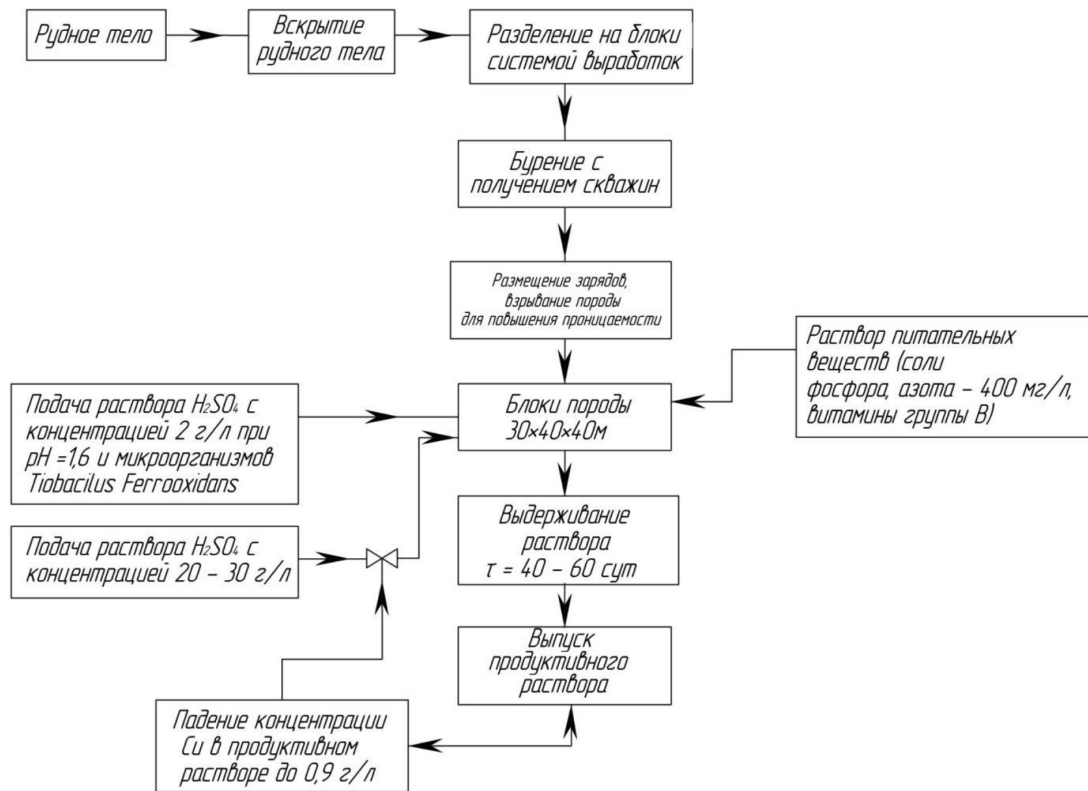 Рудное тело
Вскрытие
рудного тела
Разделение на блоки
системой выработок
Бурение с
получением скважин
Размещение зарядов,
взрывание породы
для повышения проницаемости
Раствор питательных
веществ (соли
фосфора, азота – 400 мг/л,
витамины группы В)
Подача раствора H₂SO₄ с
концентрацией 2 г/л при
pH =1,6 и микроорганизмов
Tiobacilus Ferrooxidans
Блоки породы
30×40×40м
Подача раствора H₂SO₄ с
концентрацией 20 – 30 г/л
Выдерживание
раствора
τ = 40 – 60 сут
Выпуск
продуктивного
раствора
Падение концентрации
Cu в продуктивном
растворе до 0,9 г/л